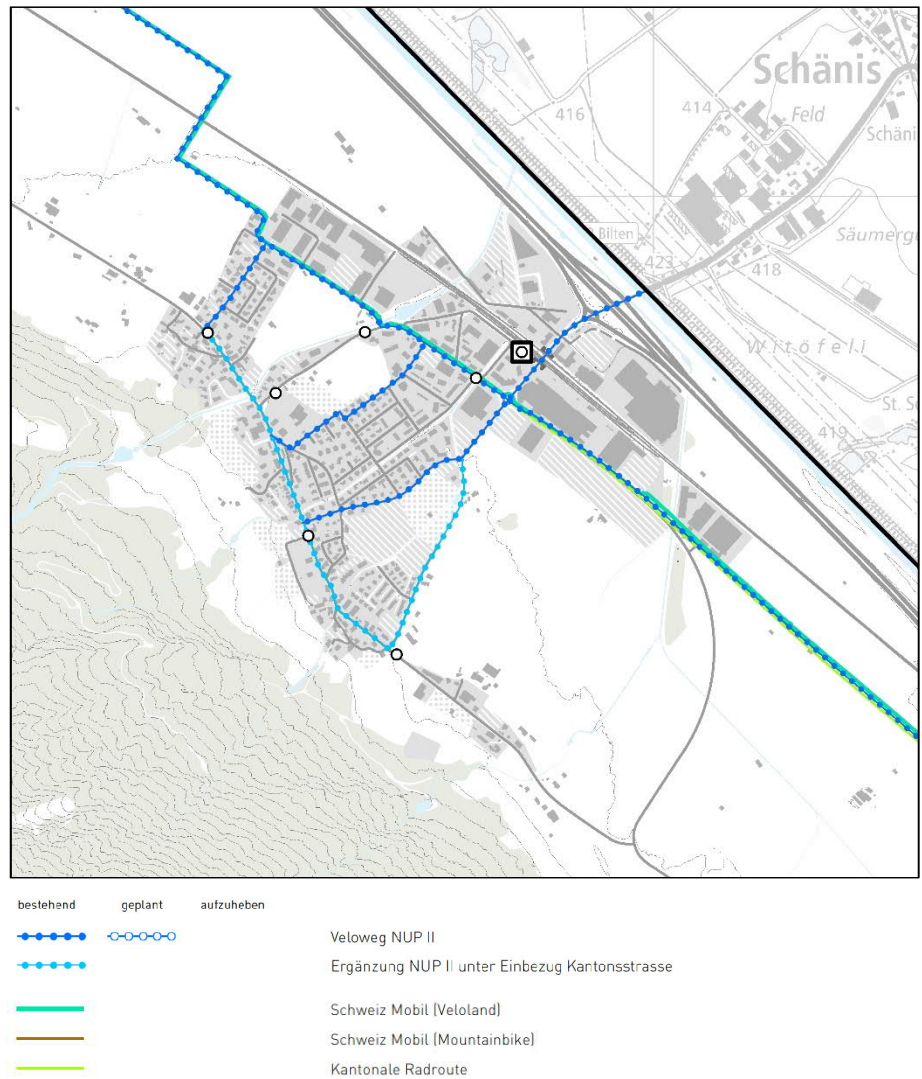 Schänis
416
414
Feld
Schäni
Bilten
423
418
Säumerg
Witöfeli
St. S
419
bestehend geplant aufzuheben
Veloweg NUP II
Ergänzung NUP II unter Einbezug Kantonsstrasse
Schweiz Mobil (Veloland)
Schweiz Mobil (Mountainbike)
Kantonale Radroute